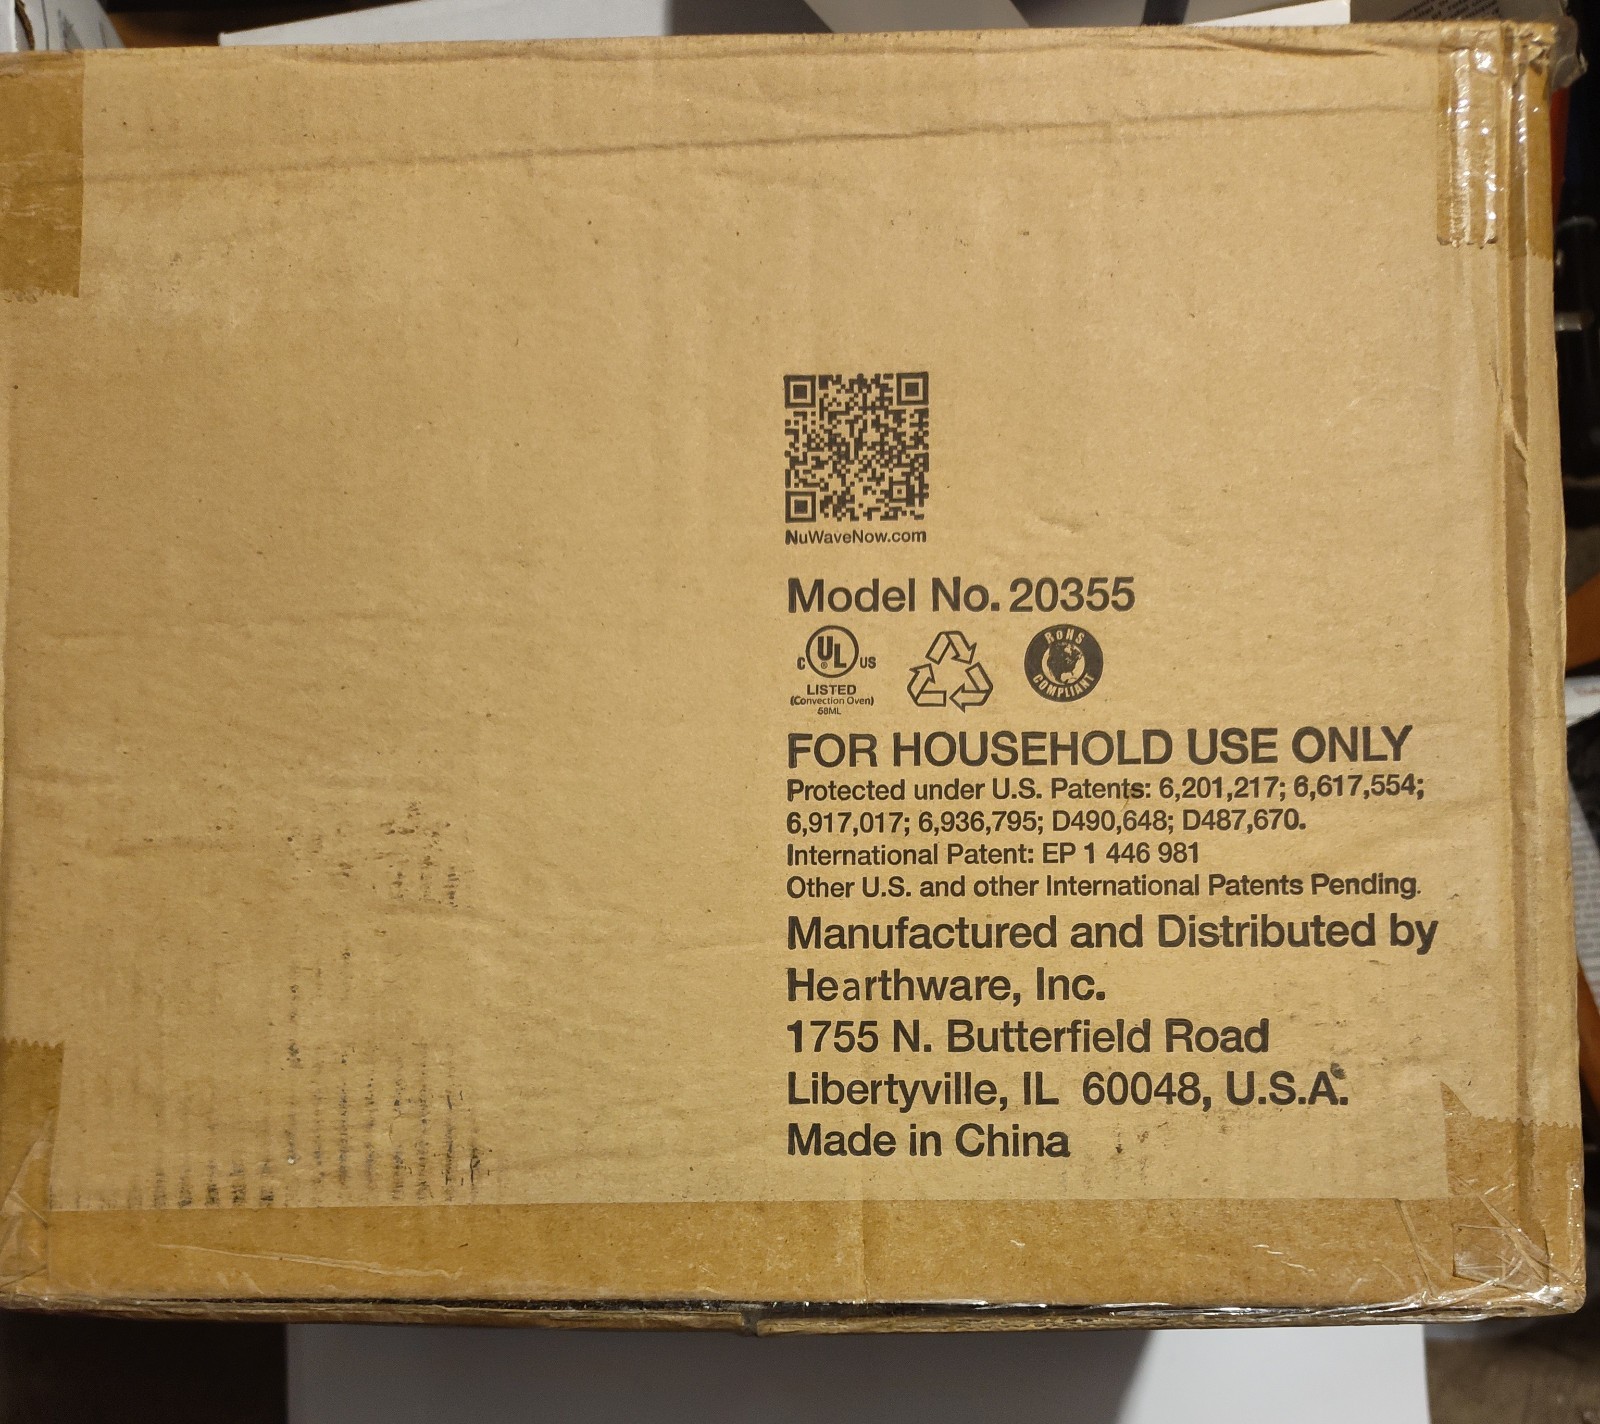 NuWaveNow.com
Model No. 20355
C UL US
LISTED
(Convection Oven)
58ML
RoHS
COMPLIANT
FOR HOUSEHOLD USE ONLY
Protected under U.S. Patents: 6,201,217; 6,617,554;
6,917,017; 6,936,795; D490,648; D487,670.
International Patent: EP 1 446 981
Other U.S. and other International Patents Pending.
Manufactured and Distributed by
Hearthware, Inc.
1755 N. Butterfield Road
Libertyville, IL 60048, U.S.A.
Made in China